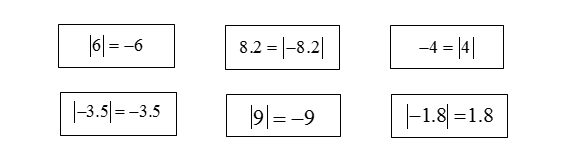 |6| = −6
8.2 = |−8.2|
−4 = |4|
|−3.5| = −3.5
|9| = −9
|−1.8| = 1.8